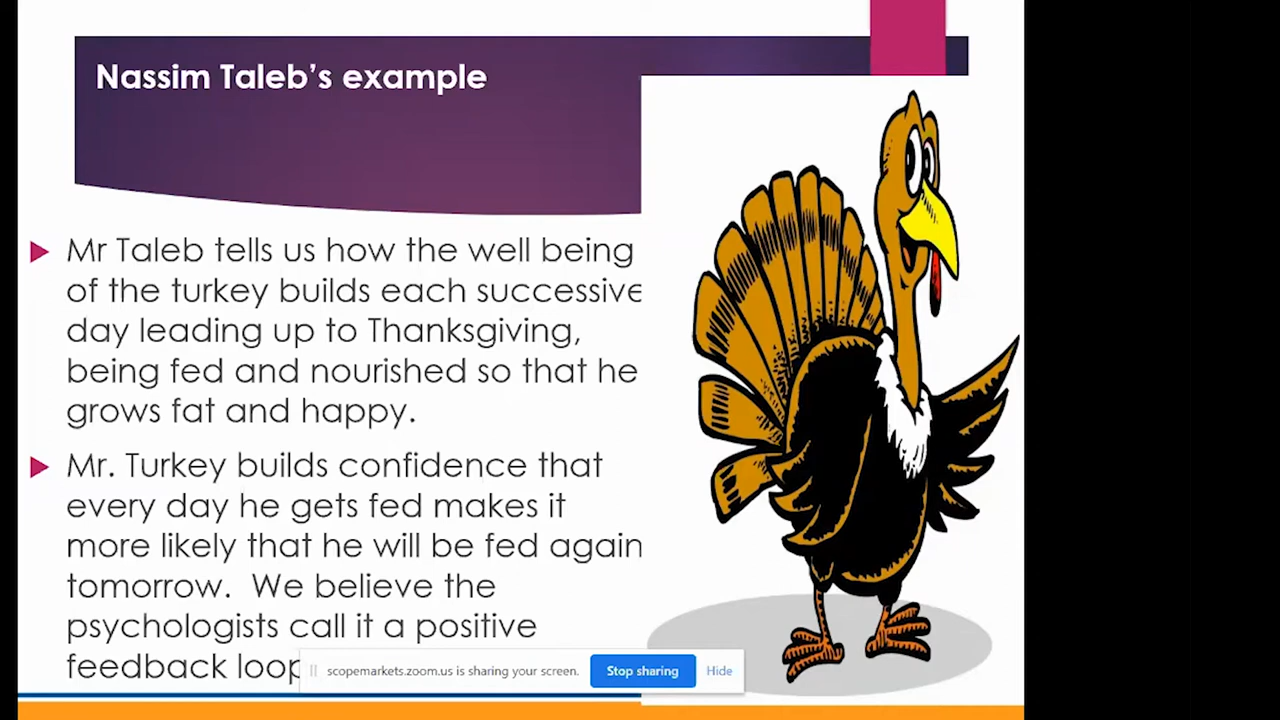 Nassim Taleb's example
Mr Taleb tells us how the well being
of the turkey builds each successive
day leading up to Thanksgiving,
being fed and nourished so that he
grows fat and happy.
Mr. Turkey builds confidence that
every day he gets fed makes it
more likely that he will be fed again
tomorrow. We believe the
psychologists call it a positive
feedback loop
scopemarkets.zoom.us is sharing your screen. Stop sharing Hide